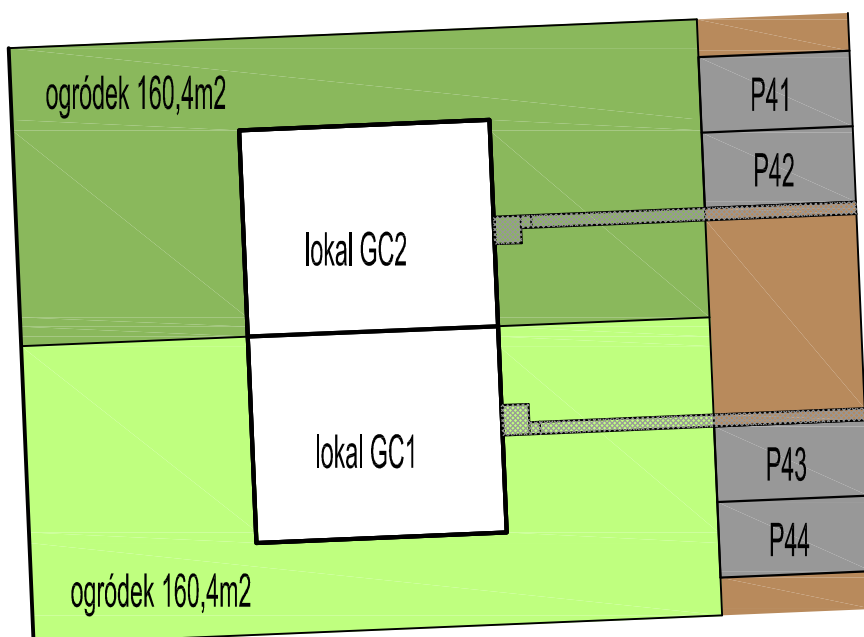 ogródek 160,4m2
P41
P42
lokal GC2
lokal GC1
P43
P44
ogródek 160,4m2